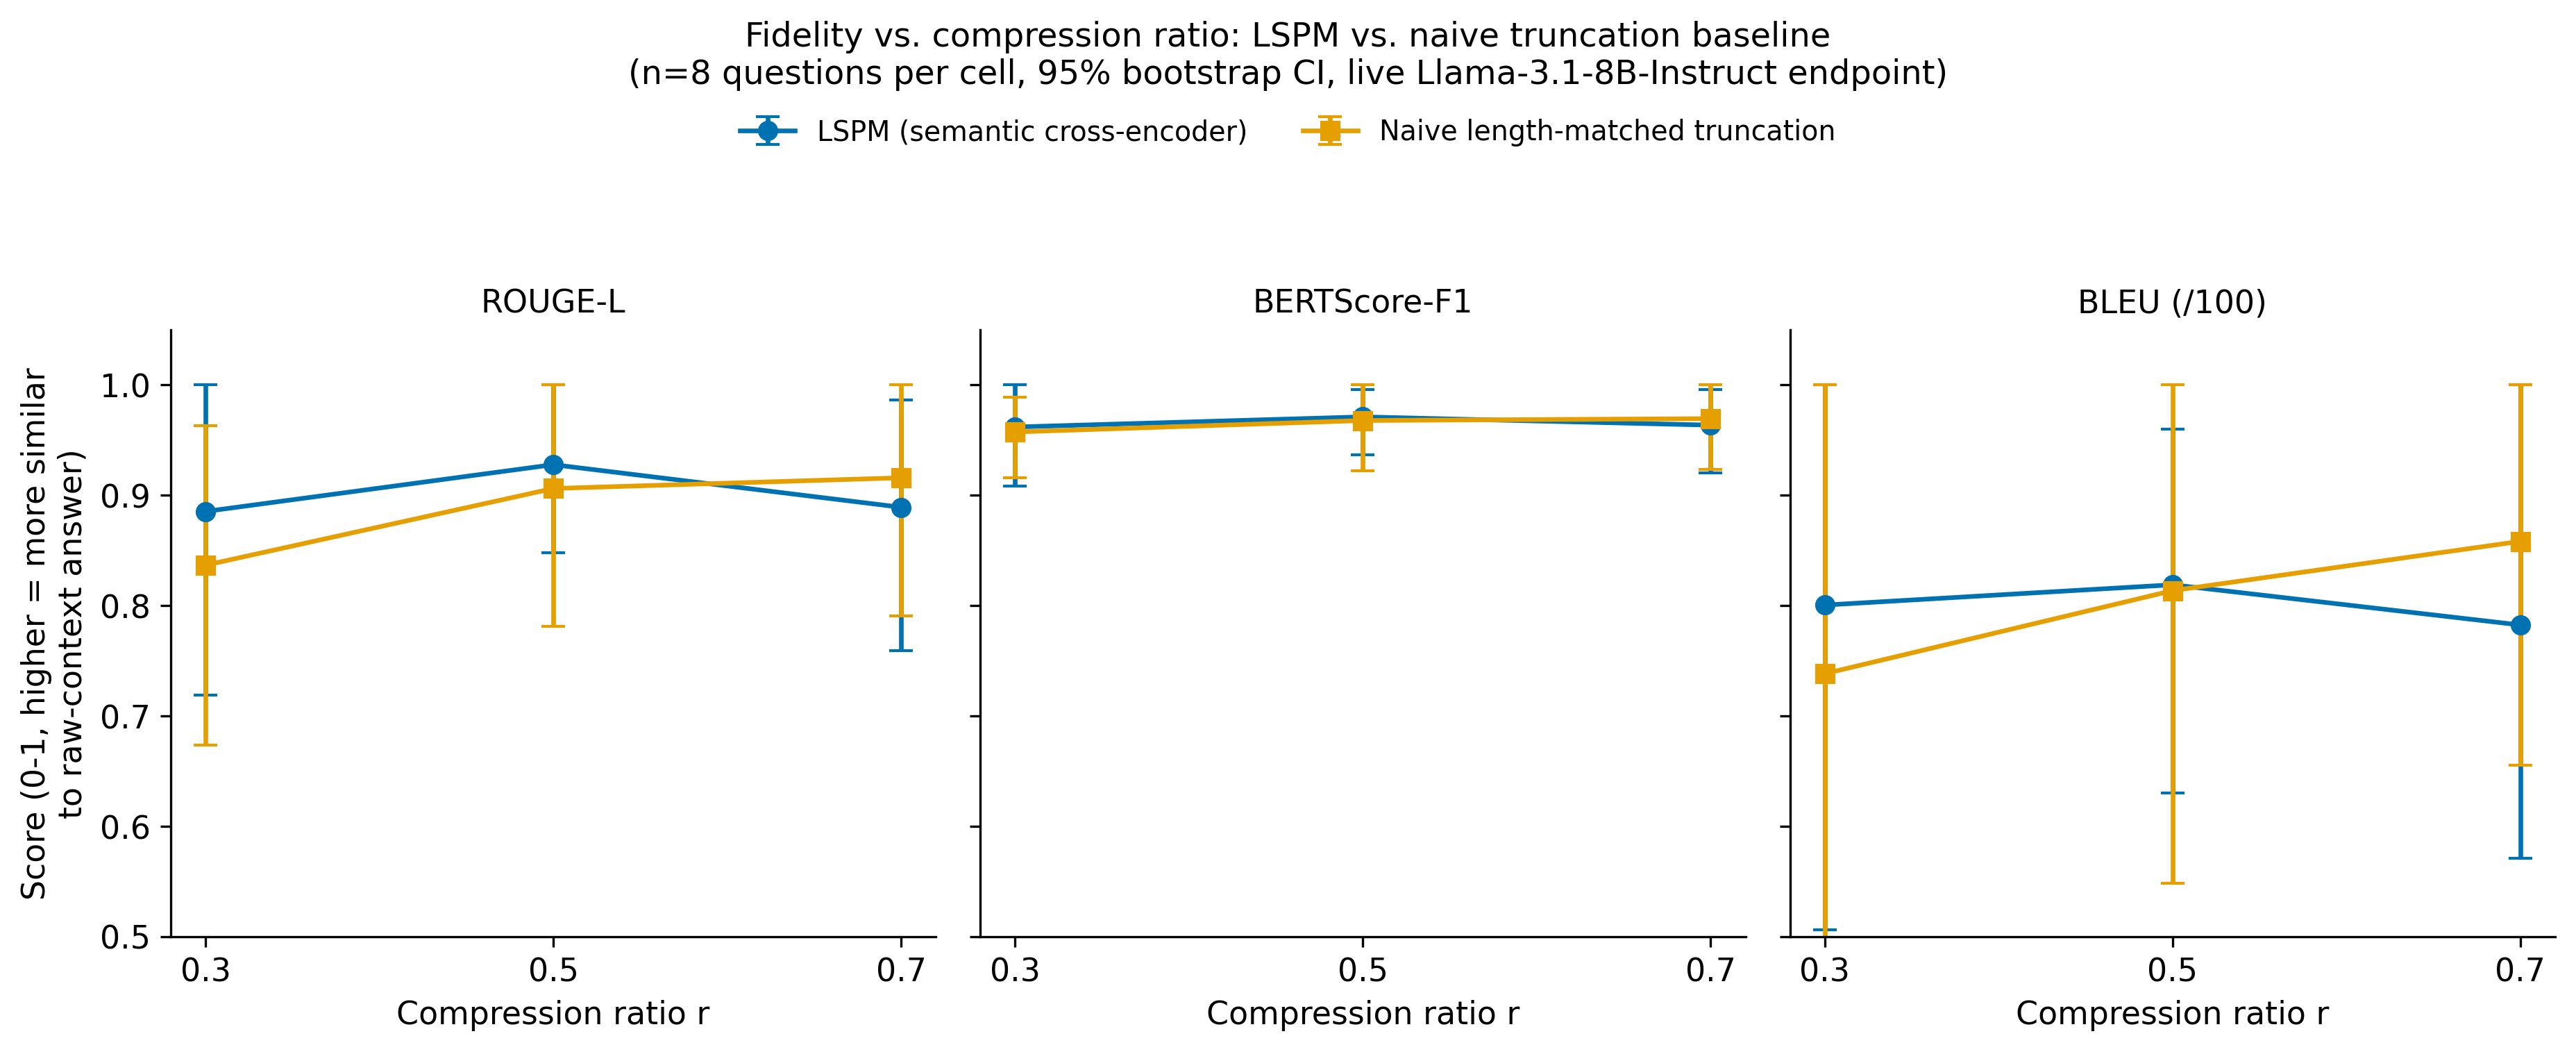 Fidelity vs. compression ratio: LSPM vs. naive truncation baseline
(n=8 questions per cell, 95% bootstrap CI, live Llama-3.1-8B-Instruct endpoint)
LSPM (semantic cross-encoder)
Naive length-matched truncation
ROUGE-L
BERTScore-F1
BLEU (/100)
Score (0-1, higher = more similar
to raw-context answer)
1.0
0.9
0.8
0.7
0.6
0.5
0.3 0.5 0.7
0.3 0.5 0.7
0.3 0.5 0.7
Compression ratio r
Compression ratio r
Compression ratio r